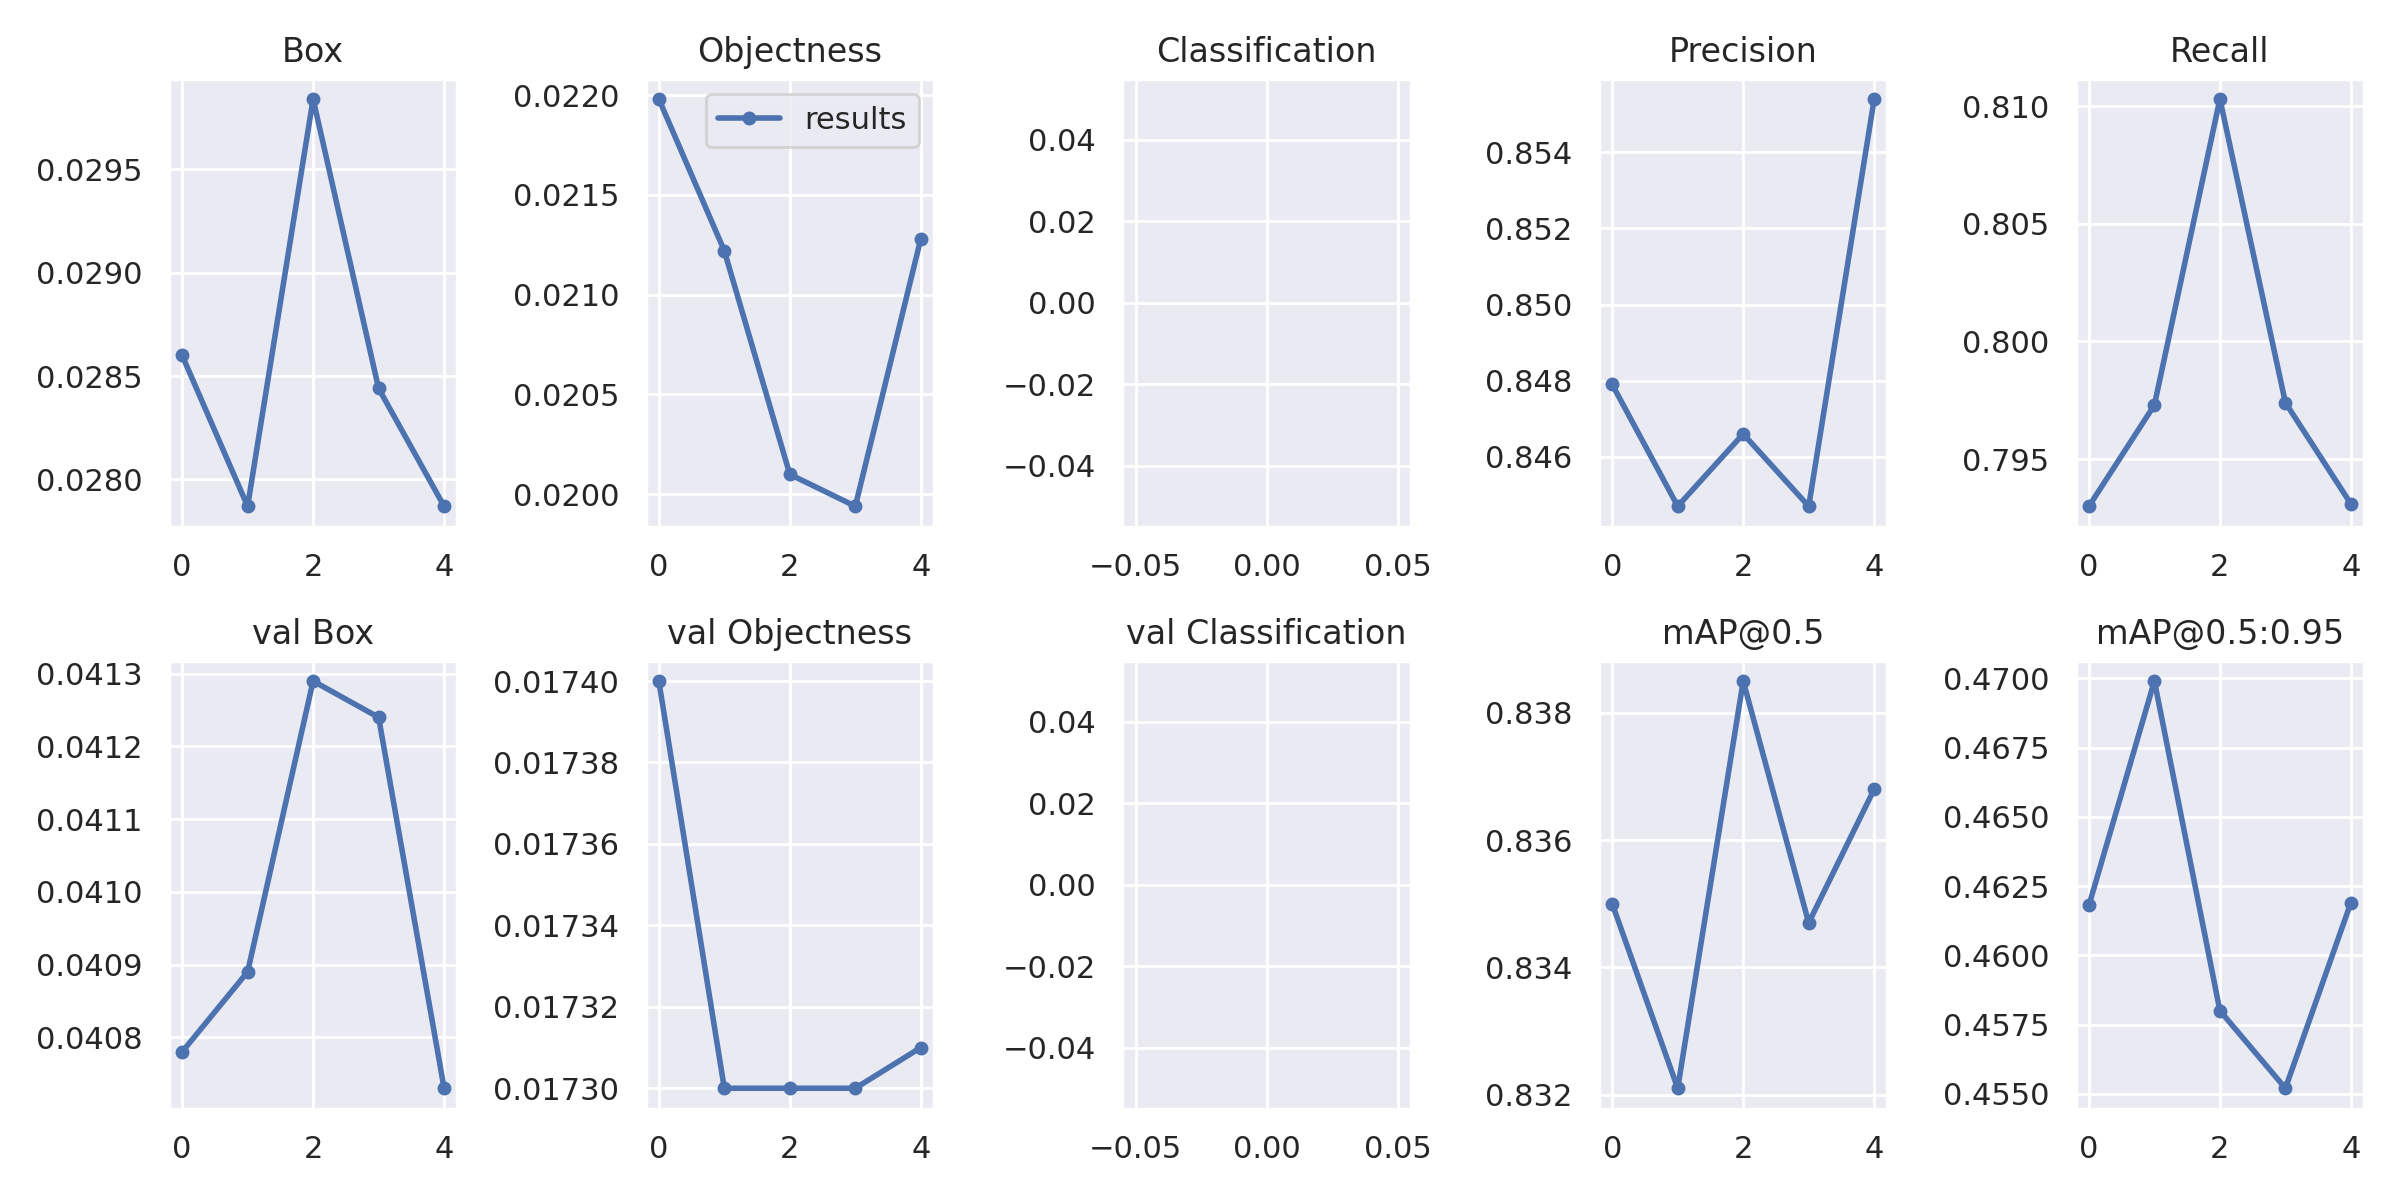 Box
Objectness
Classification
Precision
Recall
0.0295
0.0290
0.0285
0.0280
0 2 4
0.0220
0.0215
0.0210
0.0205
0.0200
results
0 2 4
0.04
0.02
0.00
−0.02
−0.04
−0.05 0.00 0.05
0.854
0.852
0.850
0.848
0.846
0 2 4
0.810
0.805
0.800
0.795
0 2 4
val Box
val Objectness
val Classification
mAP@0.5
mAP@0.5:0.95
0.0413
0.0412
0.0411
0.0410
0.0409
0.0408
0 2 4
0.01740
0.01738
0.01736
0.01734
0.01732
0.01730
0 2 4
0.04
0.02
0.00
−0.02
−0.04
−0.05 0.00 0.05
0.838
0.836
0.834
0.832
0 2 4
0.4700
0.4675
0.4650
0.4625
0.4600
0.4575
0.4550
0 2 4